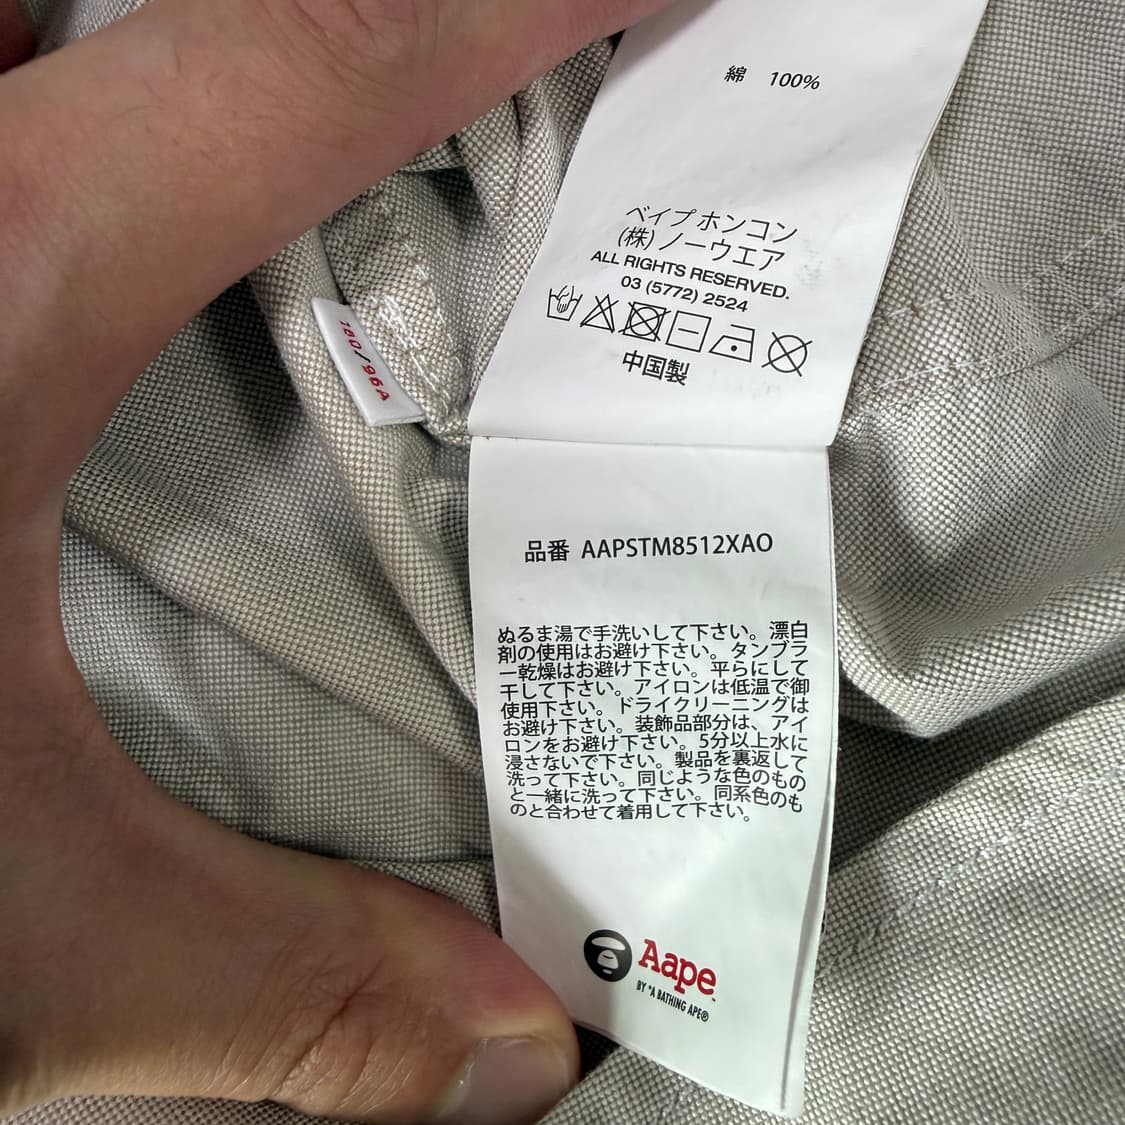 綿 100%
ベイプ ホンコン
(株) ノーウエア
ALL RIGHTS RESERVED.
03 (5772) 2524
中国製
180/96A
品番 AAPSTM8512XAO
ぬるま湯で手洗いして下さい。漂白
剤の使用はお避け下さい。タンブラ
ー乾燥はお避け下さい。平らにして
干して下さい。アイロンは低温で御
使用下さい。ドライクリーニングは
お避け下さい。装飾品部分は、アイ
ロンをお避け下さい。5分以上水に
浸さないで下さい。製品を裏返して
洗って下さい。同じような色のもの
と一緒に洗って下さい。同系色のも
のと合わせて着用して下さい。
Aape
BY *A BATHING APE®